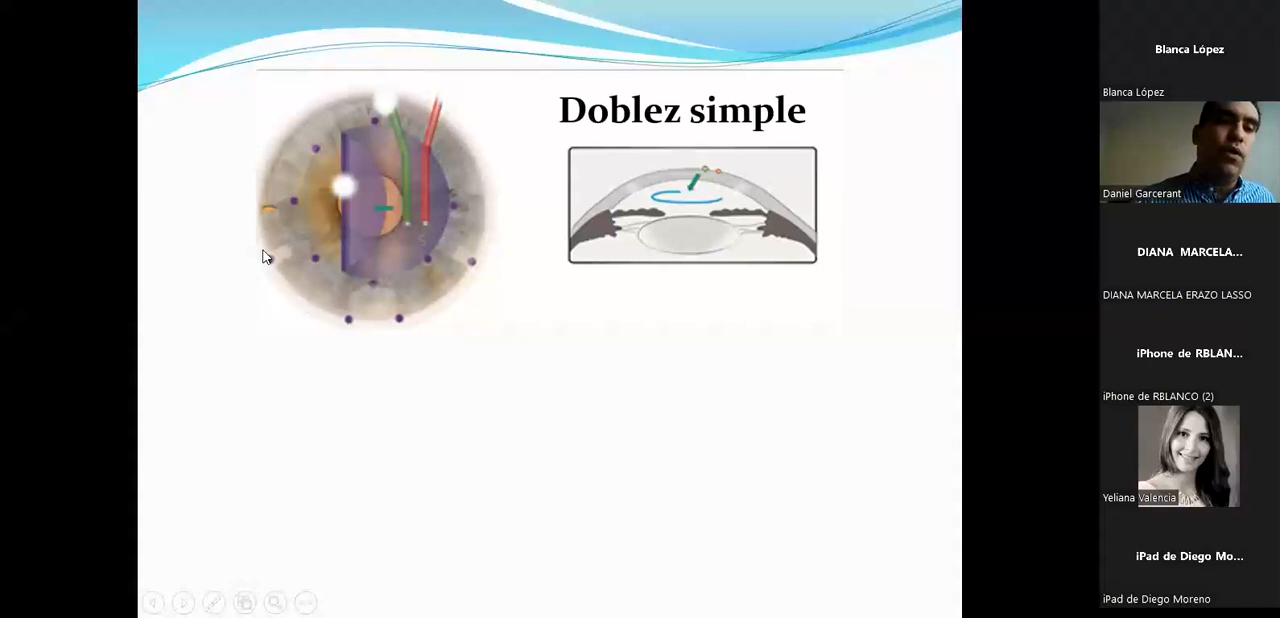 Doblez simple
Blanca López
Blanca López
Daniel Garcerant
DIANA MARCELA...
DIANA MARCELA ERAZO LASSO
iPhone de RBLAN...
iPhone de RBLANCO (2)
Yeliana Valencia
iPad de Diego Mo...
iPad de Diego Moreno